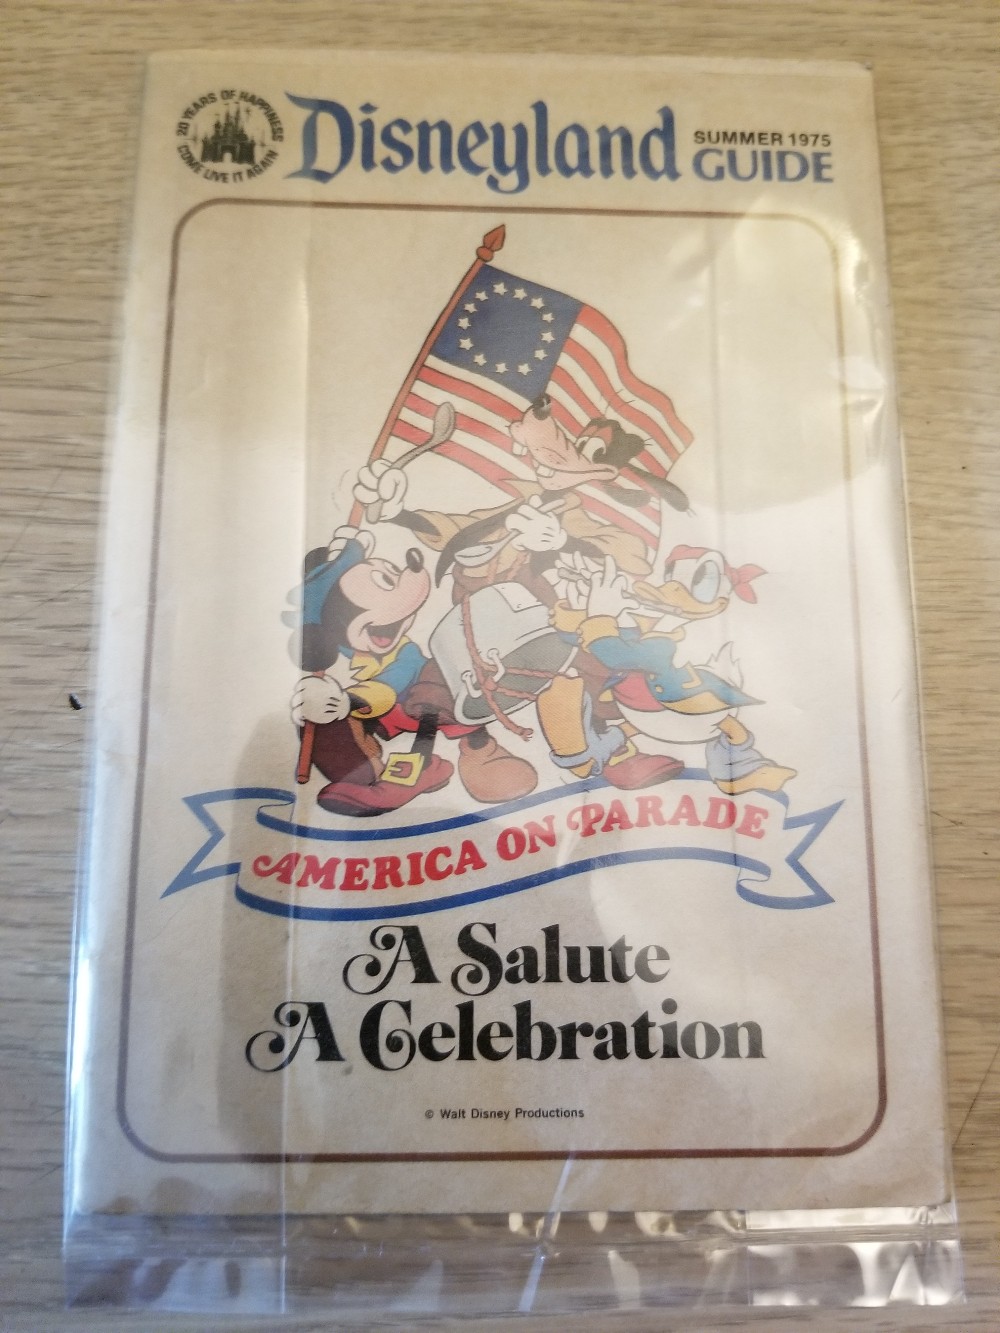 20 YEARS OF HAPPINESS
COME LIVE IT AGAIN
Disneyland
SUMMER 1975
GUIDE
AMERICA ON PARADE
A Salute
A Celebration
© Walt Disney Productions